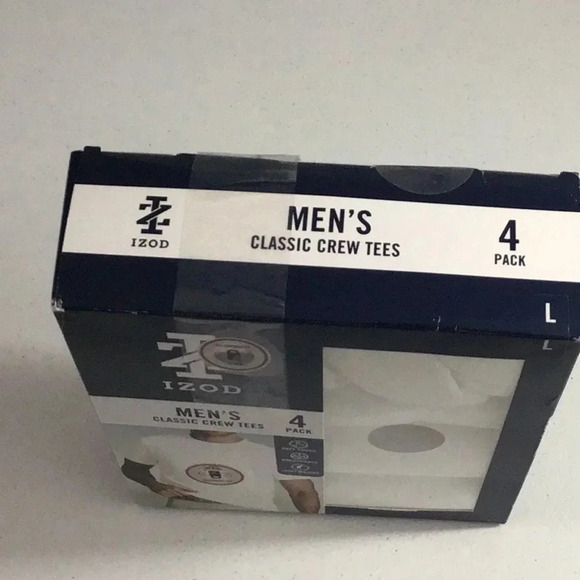 IZOD
MEN'S
CLASSIC CREW TEES
4
PACK
L
L
IZOD
MEN'S
CLASSIC CREW TEES
4
PACK